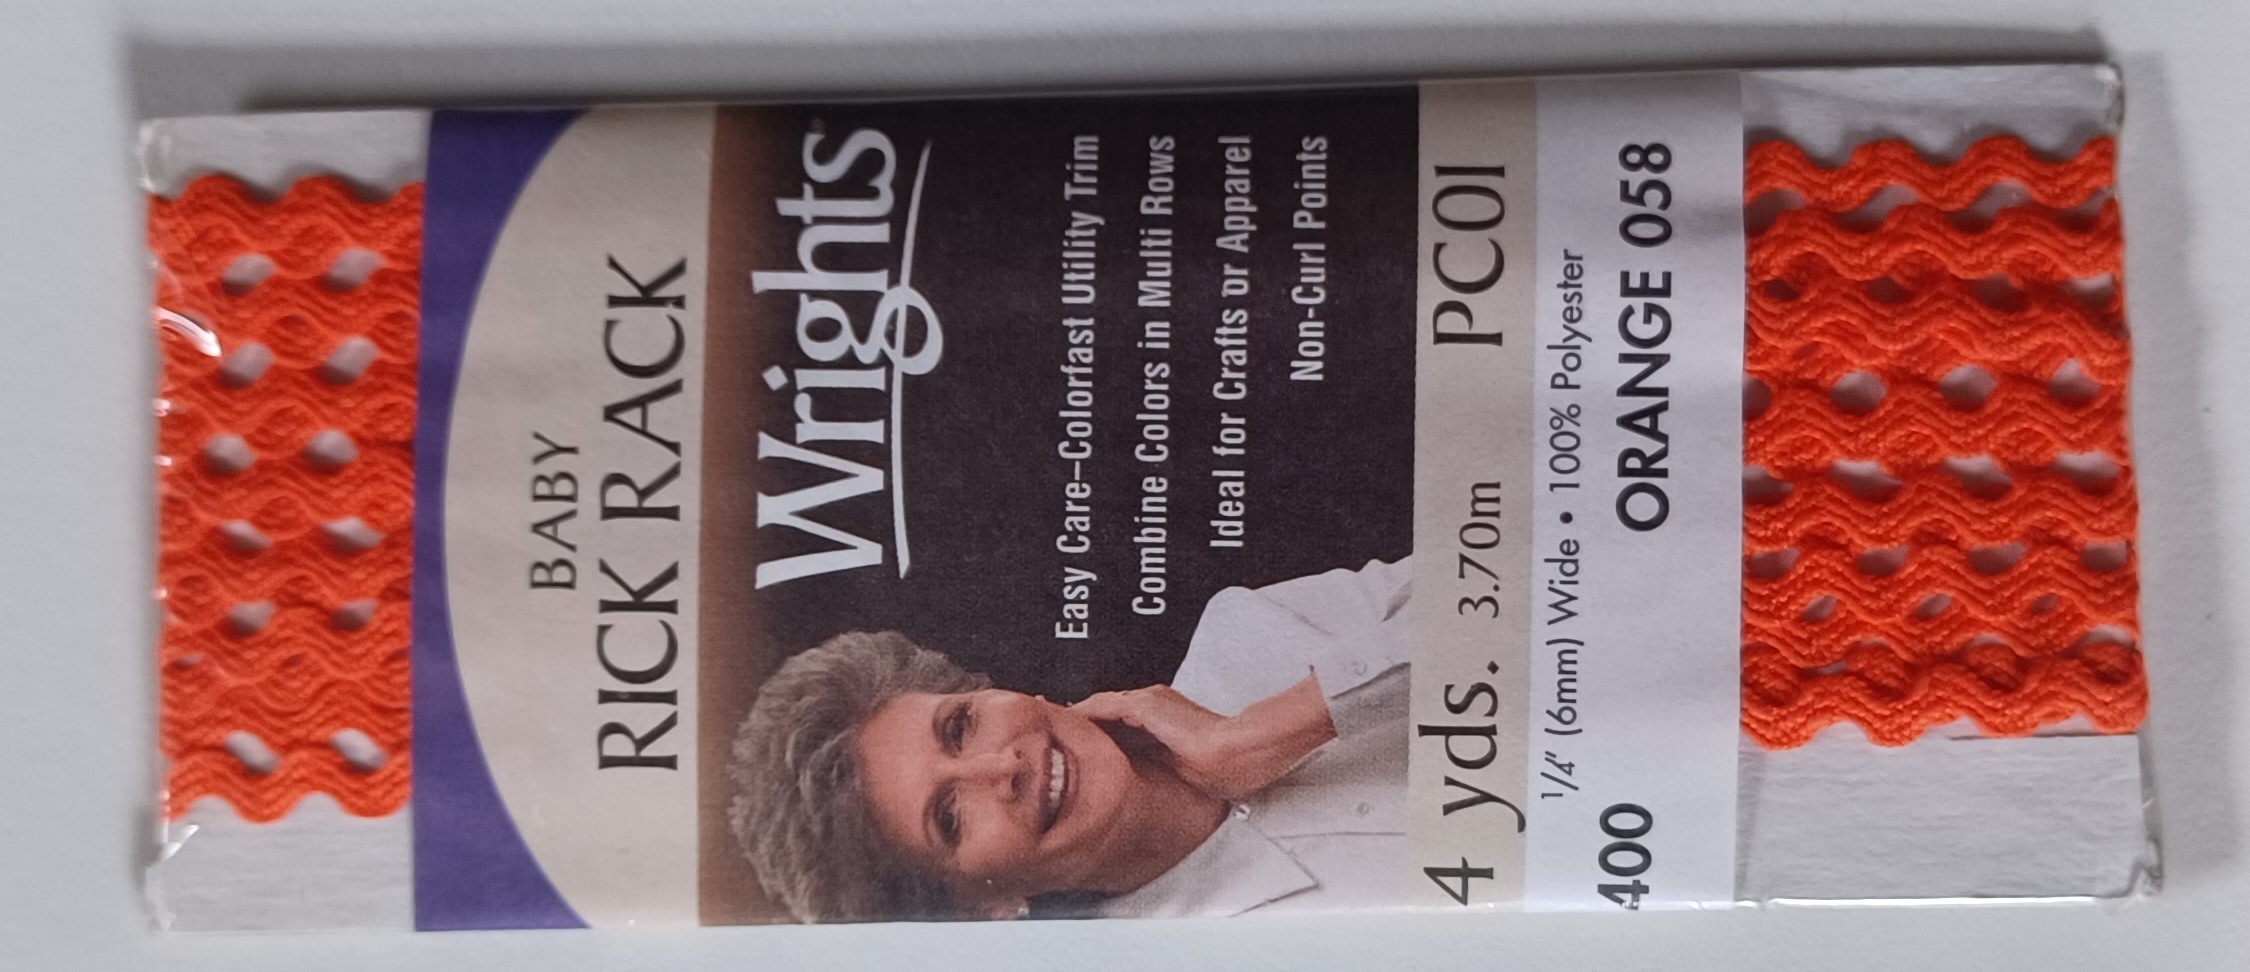 BABY
RICK RACK
Wrights®
Easy Care–Colorfast Utility Trim
Combine Colors in Multi Rows
Ideal for Crafts or Apparel
Non-Curl Points
4 yds. 3.70m PC01
1/4" (6mm) Wide • 100% Polyester
400 ORANGE 058